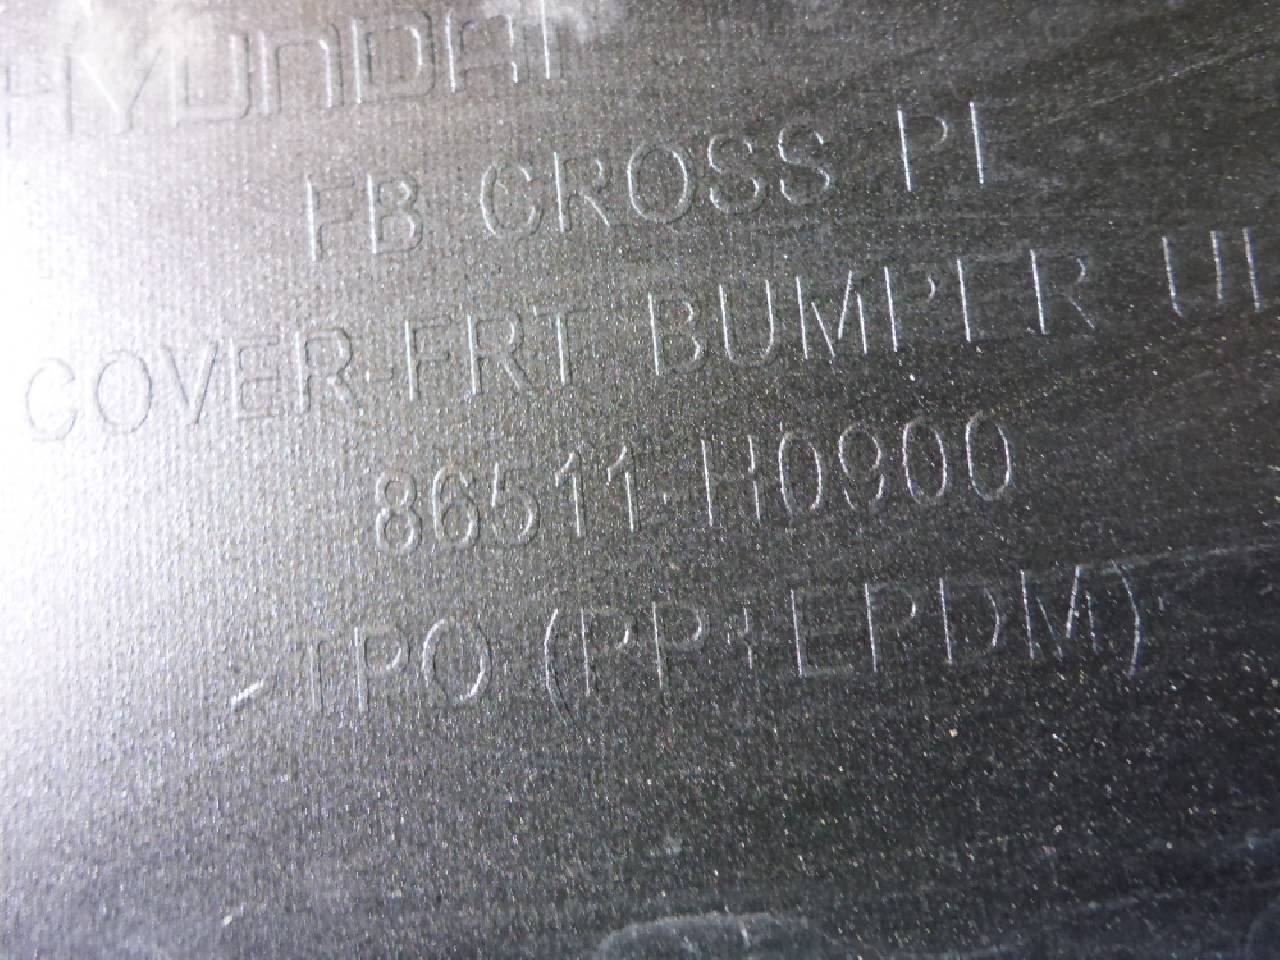 HYUNDAI
FB CROSS PE
COVER-FRT BUMPER
86511-H0900
>TPO (PP+EPDM)